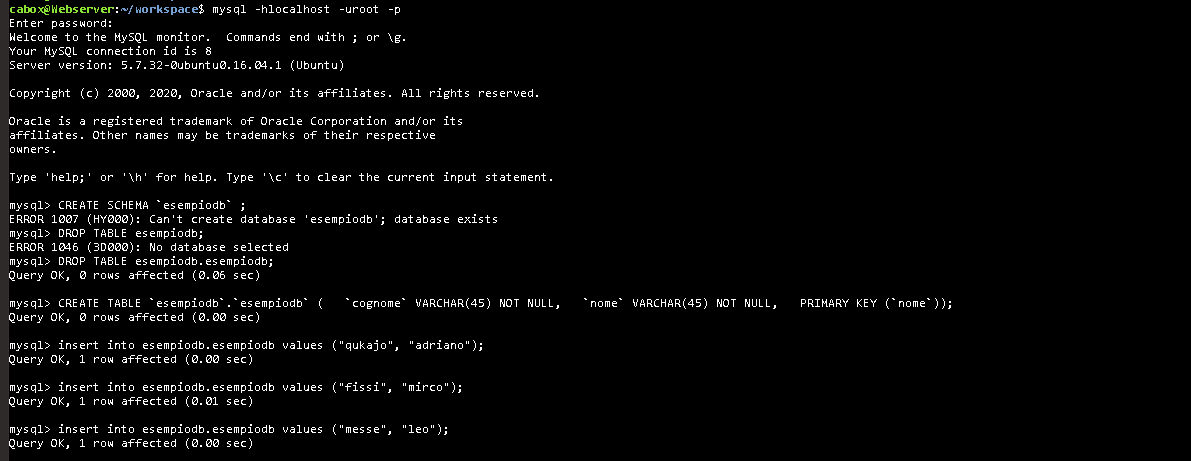 cabox@Webserver:~/workspace$ mysql -hlocalhost -uroot -p
Enter password:
Welcome to the MySQL monitor.  Commands end with ; or \g.
Your MySQL connection id is 8
Server version: 5.7.32-0ubuntu0.16.04.1 (Ubuntu)
Copyright (c) 2000, 2020, Oracle and/or its affiliates. All rights reserved.
Oracle is a registered trademark of Oracle Corporation and/or its
affiliates. Other names may be trademarks of their respective
owners.
Type 'help;' or '\h' for help. Type '\c' to clear the current input statement.
mysql> CREATE SCHEMA `esempiodb` ;
ERROR 1007 (HY000): Can't create database 'esempiodb'; database exists
mysql> DROP TABLE esempiodb;
ERROR 1046 (3D000): No database selected
mysql> DROP TABLE esempiodb.esempiodb;
Query OK, 0 rows affected (0.06 sec)
mysql> CREATE TABLE `esempiodb`.`esempiodb` (   `cognome` VARCHAR(45) NOT NULL,   `nome` VARCHAR(45) NOT NULL,   PRIMARY KEY (`nome`));
Query OK, 0 rows affected (0.00 sec)
mysql> insert into esempiodb.esempiodb values ("qukajo", "adriano");
Query OK, 1 row affected (0.00 sec)
mysql> insert into esempiodb.esempiodb values ("fissi", "mirco");
Query OK, 1 row affected (0.01 sec)
mysql> insert into esempiodb.esempiodb values ("messe", "leo");
Query OK, 1 row affected (0.00 sec)